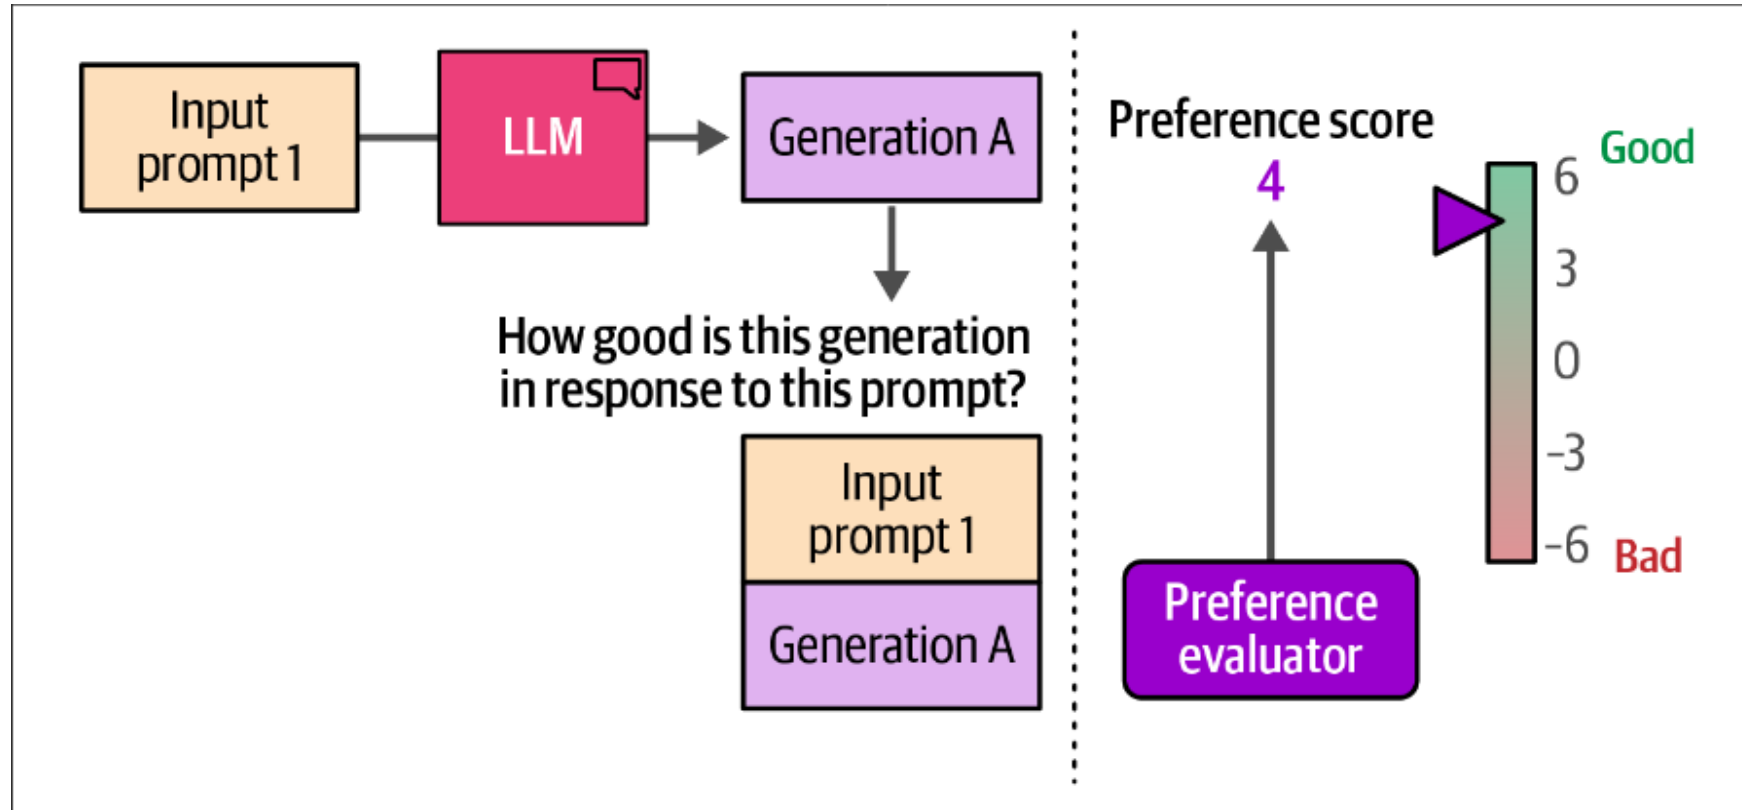 Input
prompt 1
LLM
Generation A
How good is this generation
in response to this prompt?
Input
prompt 1
Generation A
Preference score
4
Preference
evaluator
Good
6
3
0
-3
-6
Bad